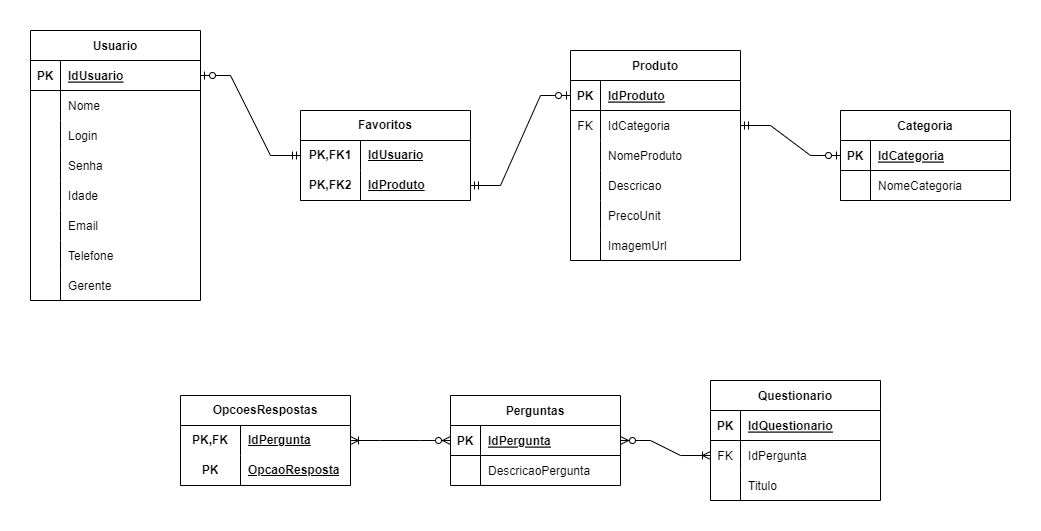 Usuario
PK IdUsuario
Nome
Login
Senha
Idade
Email
Telefone
Gerente
Favoritos
PK,FK1 IdUsuario
PK,FK2 IdProduto
Produto
PK IdProduto
FK IdCategoria
NomeProduto
Descricao
PrecoUnit
ImagemUrl
Categoria
PK IdCategoria
NomeCategoria
OpcoesRespostas
PK,FK IdPergunta
PK OpcaoResposta
Perguntas
PK IdPergunta
DescricaoPergunta
Questionario
PK IdQuestionario
FK IdPergunta
Titulo